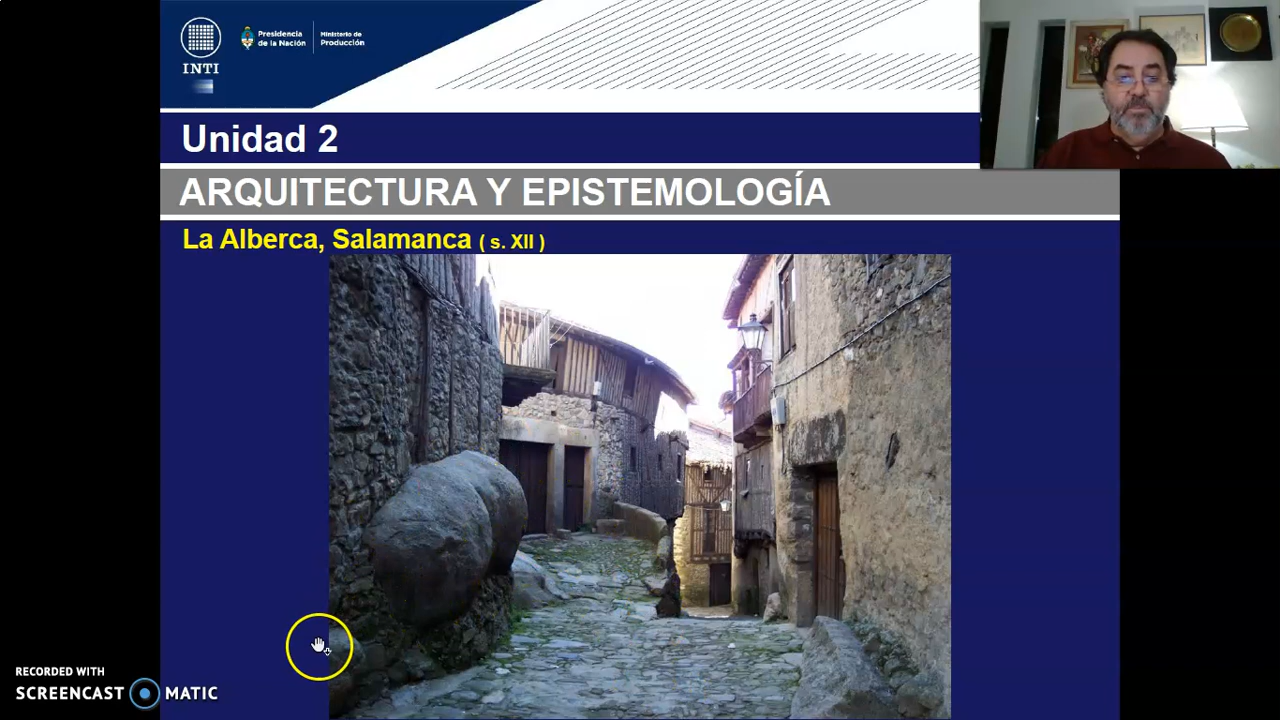 INTI
Presidencia
de la Nación
Ministerio de
Producción
Unidad 2
ARQUITECTURA Y EPISTEMOLOGÍA
La Alberca, Salamanca ( s. XII )
RECORDED WITH
SCREENCAST MATIC